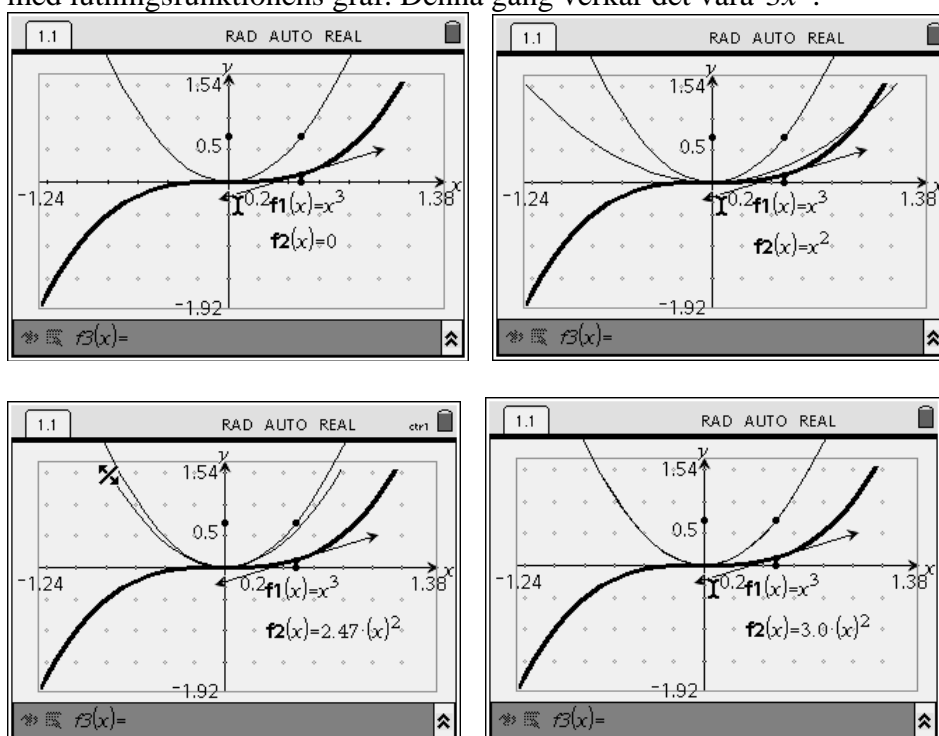 med lutningsfunktionens graf. Denna gång verkar det vara 3x².
1.1 RAD AUTO REAL
y
1.54
0.5
-1.24 0.2 1.38 x
f1(x)=x³
f2(x)=0
-1.92
f3(x)=
1.1 RAD AUTO REAL
y
1.54
0.5
-1.24 0.2 1.38 x
f1(x)=x³
f2(x)=x²
-1.92
f3(x)=
1.1 RAD AUTO REAL ctrl
y
1.54
0.5
-1.24 0.2 1.38 x
f1(x)=x³
f2(x)=2.47·(x)²
-1.92
f3(x)=
1.1 RAD AUTO REAL
y
1.54
0.5
-1.24 0.2 1.38 x
f1(x)=x³
f2(x)=3.0·(x)²
-1.92
f3(x)=